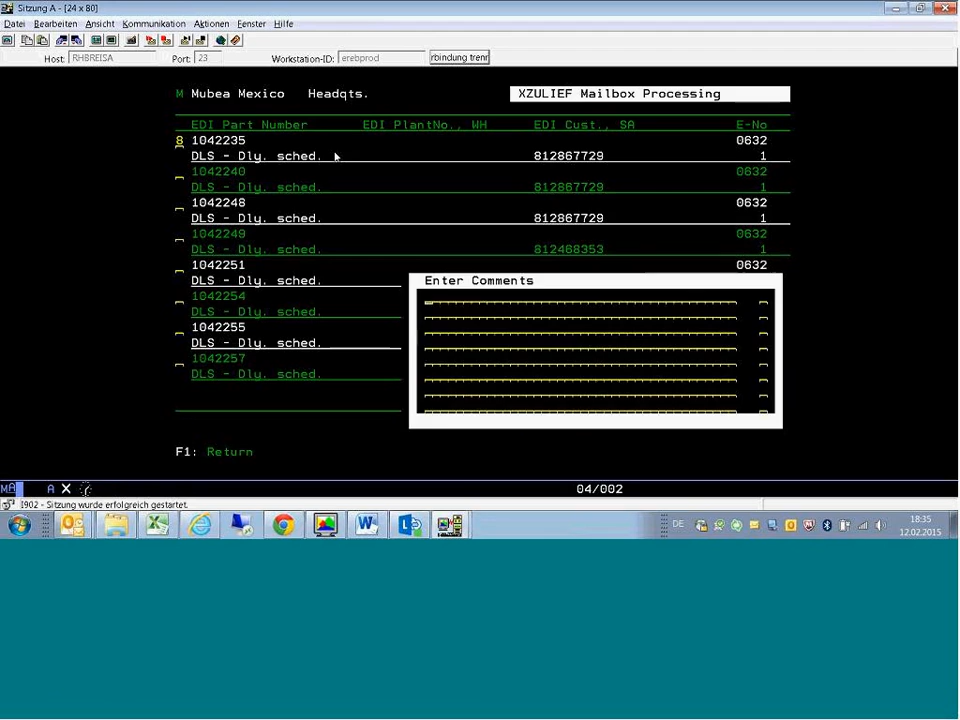 Sitzung A - [24 x 80]
Datei Bearbeiten Ansicht Kommunikation Aktionen Fenster Hilfe
Host: RHBREISA Port: 23 Workstation-ID: erebprod rbindung trenr
M Mubea Mexico Headqts. XZULIEF Mailbox Processing
EDI Part Number EDI PlantNo., WH EDI Cust., SA E-No
8 1042235 0632
DLS - Dly. sched. 812867729 1
1042240 0632
DLS - Dly. sched. 812867729 1
1042248 0632
DLS - Dly. sched. 812867729 1
1042249 0632
DLS - Dly. sched. 812468353 1
1042251 0632
DLS - Dly. sched.
1042254
DLS - Dly. sched.
1042255
DLS - Dly. sched.
1042257
DLS - Dly. sched.
Enter Comments
F1: Return
MA A X 04/002
I902 - Sitzung wurde erfolgreich gestartet.
DE 18:35
12.02.2015